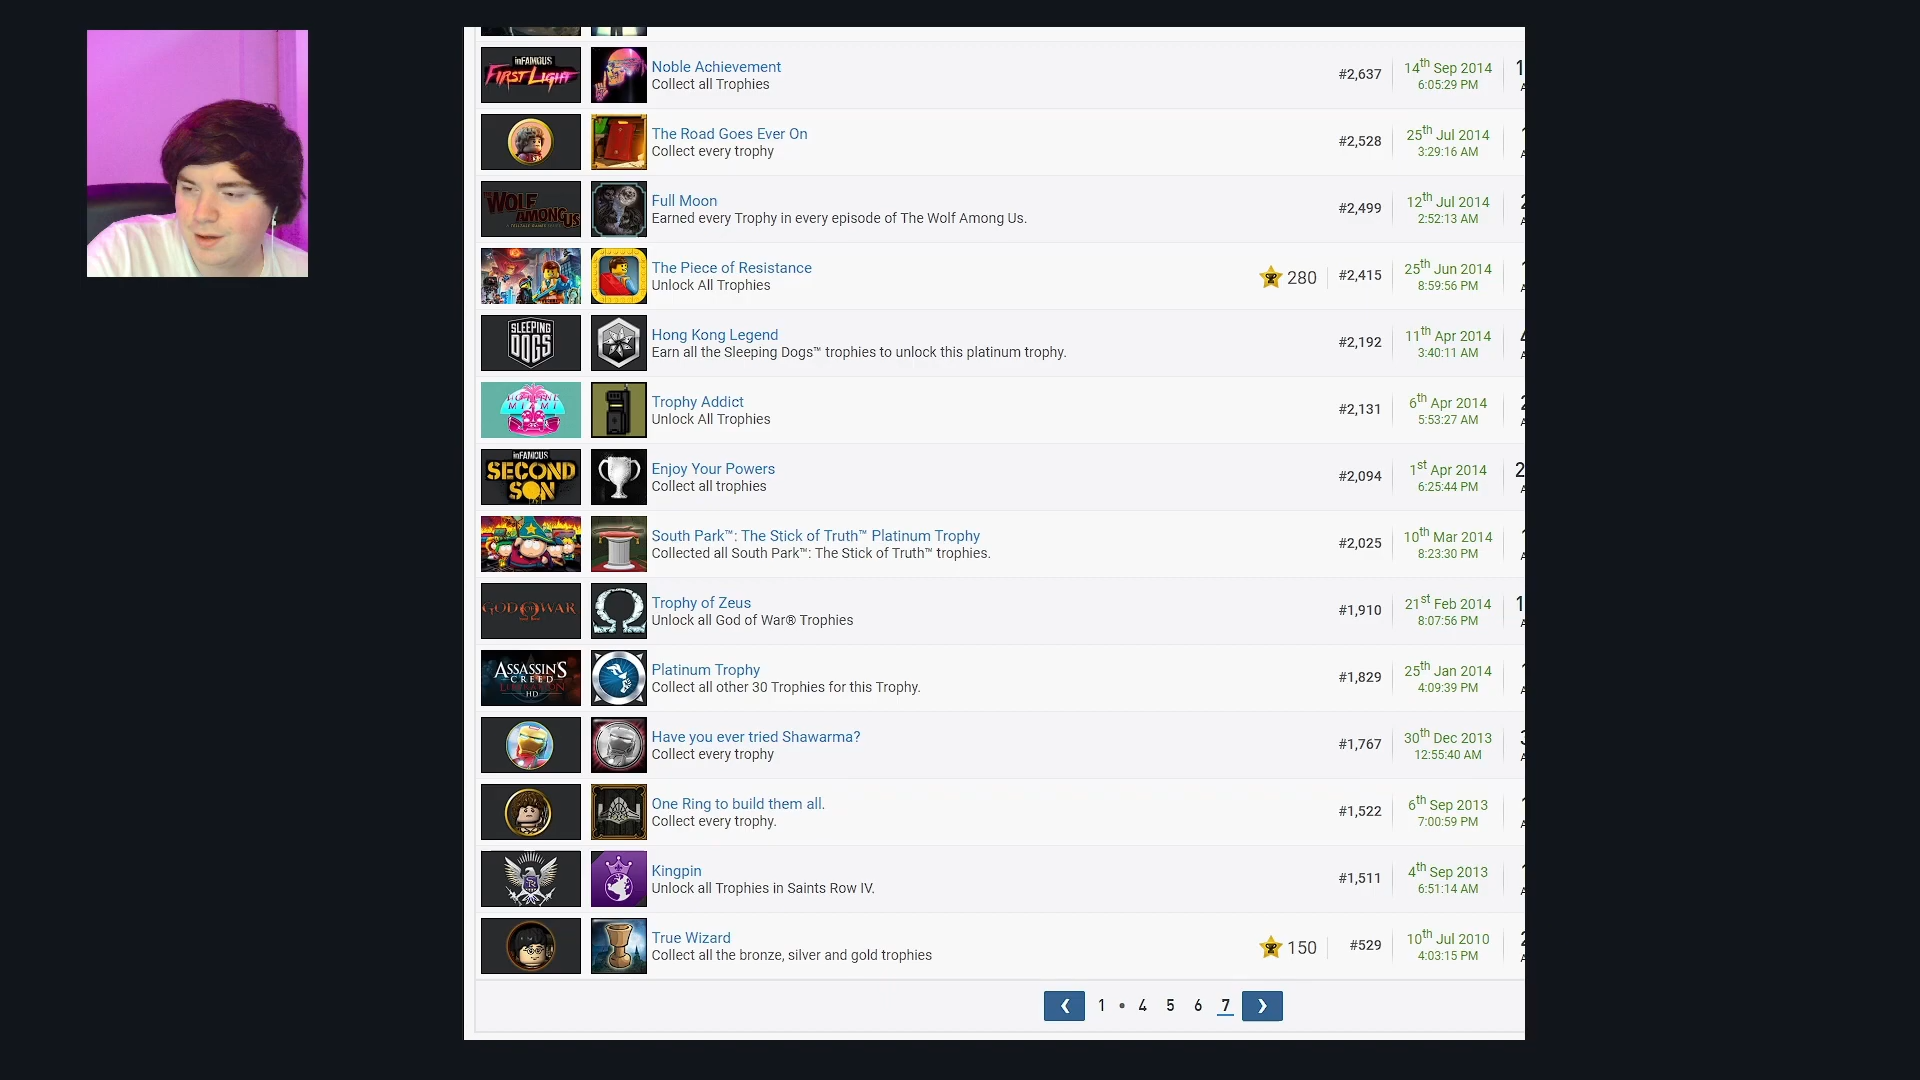 inFAMOUS
FIRST LIGHT
Noble Achievement
Collect all Trophies
#2,637
14th Sep 2014
6:05:29 PM
The Road Goes Ever On
Collect every trophy
#2,528
25th Jul 2014
3:29:16 AM
WOLF
AMONG US
Full Moon
Earned every Trophy in every episode of The Wolf Among Us.
#2,499
12th Jul 2014
2:52:13 AM
The Piece of Resistance
Unlock All Trophies
280
#2,415
25th Jun 2014
8:59:56 PM
SLEEPING
DOGS
Hong Kong Legend
Earn all the Sleeping Dogs™ trophies to unlock this platinum trophy.
#2,192
11th Apr 2014
3:40:11 AM
HOTLINE
MIAMI
Trophy Addict
Unlock All Trophies
#2,131
6th Apr 2014
5:53:27 AM
inFAMOUS
SECOND
SON
Enjoy Your Powers
Collect all trophies
#2,094
1st Apr 2014
6:25:44 PM
South Park™: The Stick of Truth™ Platinum Trophy
Collected all South Park™: The Stick of Truth™ trophies.
#2,025
10th Mar 2014
8:23:30 PM
GOD OF WAR
Trophy of Zeus
Unlock all God of War® Trophies
#1,910
21st Feb 2014
8:07:56 PM
ASSASSIN'S
CREED
LIBERATION
HD
Platinum Trophy
Collect all other 30 Trophies for this Trophy.
#1,829
25th Jan 2014
4:09:39 PM
Have you ever tried Shawarma?
Collect every trophy
#1,767
30th Dec 2013
12:55:40 AM
One Ring to build them all.
Collect every trophy.
#1,522
6th Sep 2013
7:00:59 PM
Kingpin
Unlock all Trophies in Saints Row IV.
#1,511
4th Sep 2013
6:51:14 AM
True Wizard
Collect all the bronze, silver and gold trophies
150
#529
10th Jul 2010
4:03:15 PM
1 • 4 5 6 7